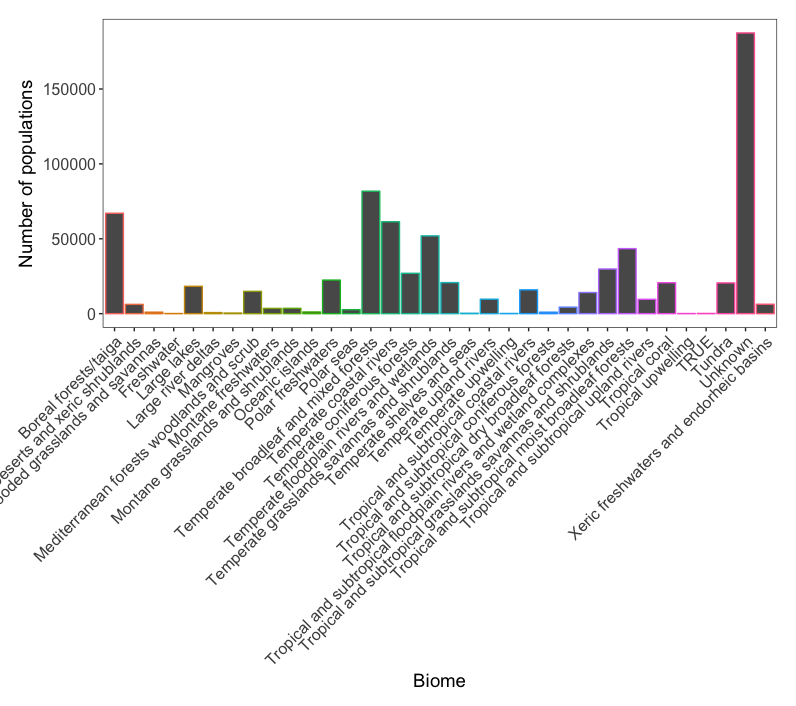 Number of populations
150000
100000
50000
0
Boreal forests/taiga
Deserts and xeric shrublands
grasslands and savannas
Freshwater
Large lakes
Large river deltas
Mangroves
Mediterranean forests woodlands and scrub
Montane freshwaters
Montane grasslands and shrublands
Oceanic islands
Polar freshwaters
Polar seas
Temperate broadleaf and mixed forests
Temperate coastal rivers
Temperate coniferous forests
Temperate floodplain rivers and wetlands
Temperate grasslands savannas and shrublands
Temperate shelves and seas
Temperate upland rivers
Temperate upwelling
Tropical and subtropical coastal rivers
Tropical and subtropical coniferous forests
Tropical and subtropical dry broadleaf forests
Tropical and subtropical floodplain rivers and wetland complexes
Tropical and subtropical grasslands savannas and shrublands
Tropical and subtropical moist broadleaf forests
Tropical and subtropical upland rivers
Tropical coral
Tropical upwelling
TRUE
Tundra
Unknown
Xeric freshwaters and endorheic basins
Biome